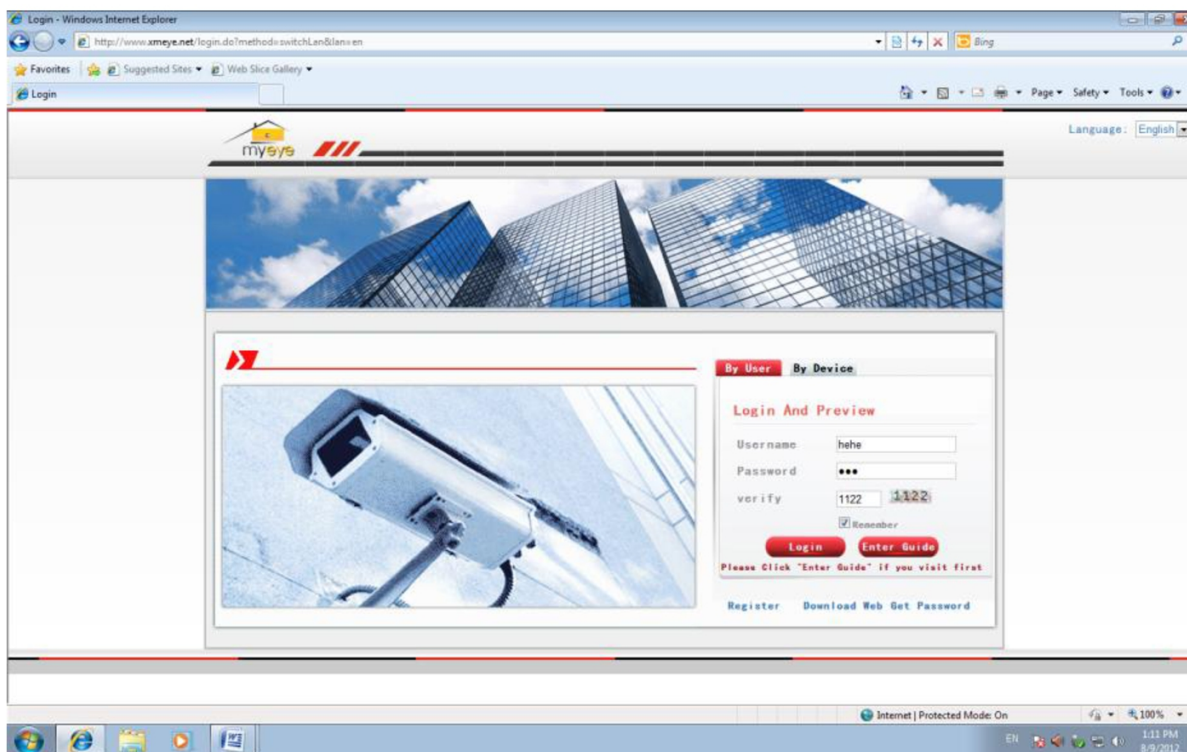 Login - Windows Internet Explorer
http://www.xmeye.net/login.do?method=switchLan&lan=en
Bing
Favorites Suggested Sites Web Slice Gallery
Login Page Safety Tools
Language: English
myeye
By User By Device
Login And Preview
Username hehe
Password •••
verify 1122 1122
Remember
Login Enter Guide
Please Click "Enter Guide" if you visit first
Register Download Web Get Password
Internet | Protected Mode: On 100%
EN 1:11 PM
8/9/2012